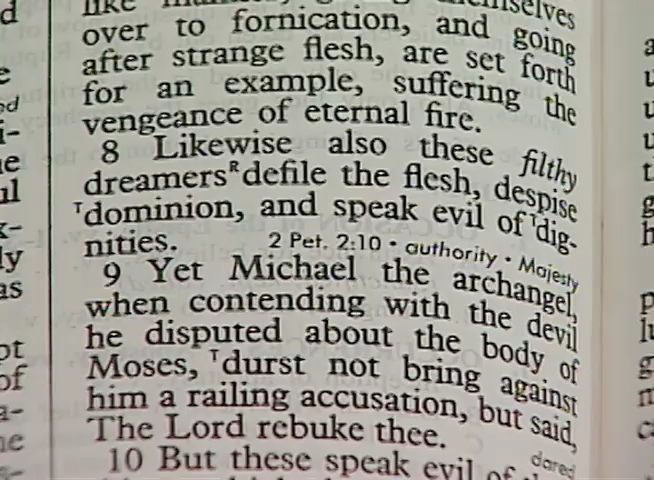 over to fornication, and going
after strange flesh, are set forth
for an example, suffering the
vengeance of eternal fire.
8 Likewise also these filthy
dreamers ᴿdefile the flesh, despise
ᵀdominion, and speak evil of ᵀdig-
nities. 2 Pet. 2:10 • authority • Majesty
9 Yet Michael the archangel,
when contending with the devil
he disputed about the body of
Moses, ᵀdurst not bring against
him a railing accusation, but said,
The Lord rebuke thee.
dared
10 But these speak evil of